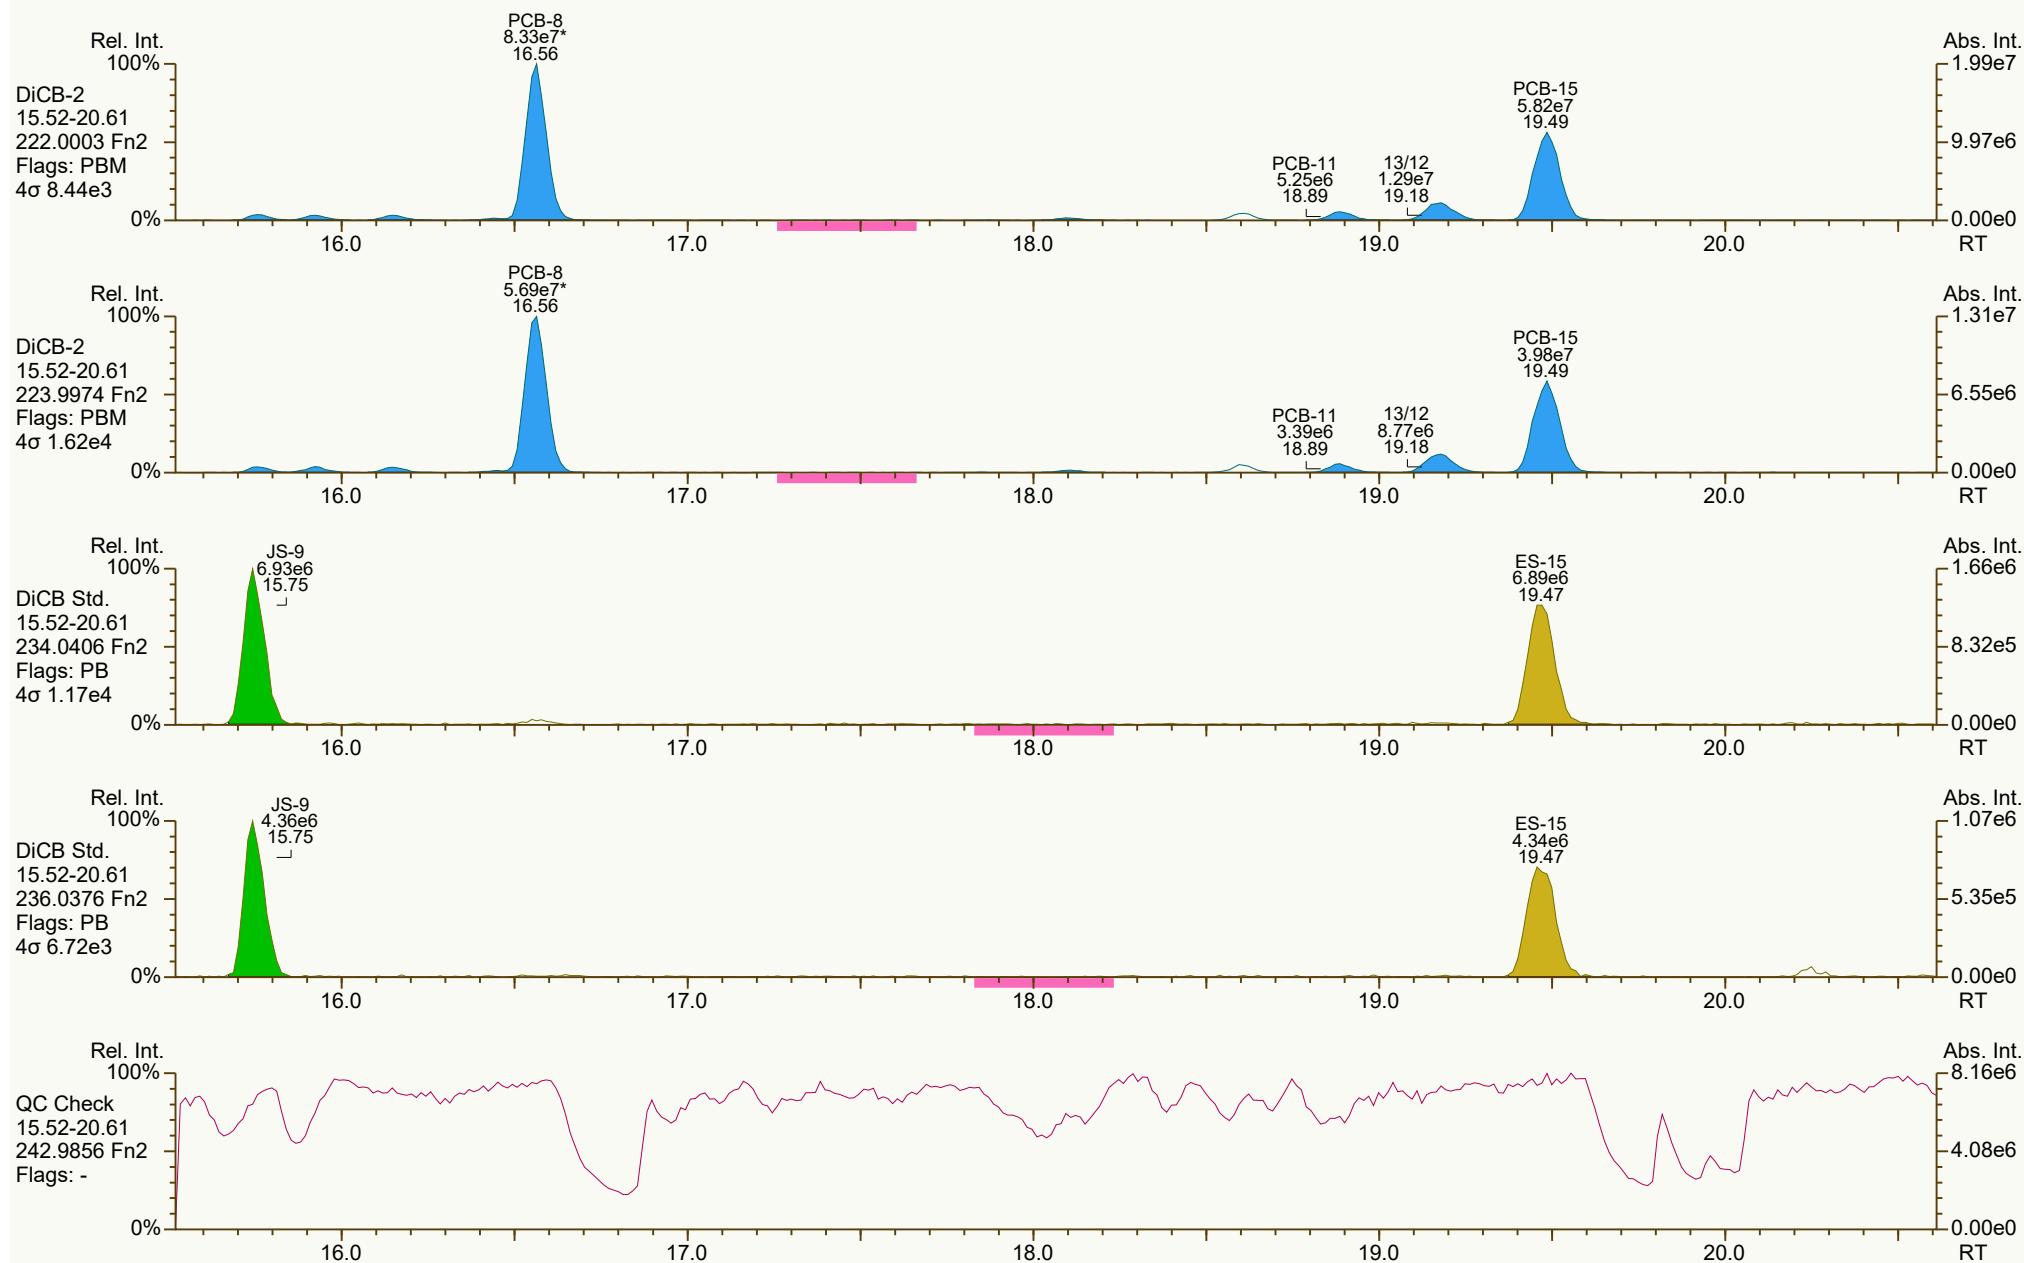 PCB-8
8.33e7*
16.56
Rel. Int.
Abs. Int.
100%
1.99e7
DiCB-2
15.52-20.61
222.0003 Fn2
Flags: PBM
4σ 8.44e3
PCB-15
5.82e7
19.49
9.97e6
PCB-11
5.25e6
18.89
13/12
1.29e7
19.18
0%
0.00e0
16.0 17.0 18.0 19.0 20.0 RT
PCB-8
5.69e7*
16.56
Rel. Int.
Abs. Int.
100%
1.31e7
DiCB-2
15.52-20.61
223.9974 Fn2
Flags: PBM
4σ 1.62e4
PCB-15
3.98e7
19.49
6.55e6
PCB-11
3.39e6
18.89
13/12
8.77e6
19.18
0%
0.00e0
16.0 17.0 18.0 19.0 20.0 RT
Rel. Int.
Abs. Int.
100%
1.66e6
JS-9
6.93e6
15.75
DiCB Std.
15.52-20.61
234.0406 Fn2
Flags: PB
4σ 1.17e4
ES-15
6.89e6
19.47
8.32e5
0%
0.00e0
16.0 17.0 18.0 19.0 20.0 RT
Rel. Int.
Abs. Int.
100%
1.07e6
JS-9
4.36e6
15.75
DiCB Std.
15.52-20.61
236.0376 Fn2
Flags: PB
4σ 6.72e3
ES-15
4.34e6
19.47
5.35e5
0%
0.00e0
16.0 17.0 18.0 19.0 20.0 RT
Rel. Int.
Abs. Int.
100%
8.16e6
QC Check
15.52-20.61
242.9856 Fn2
Flags: -
4.08e6
0%
0.00e0
16.0 17.0 18.0 19.0 20.0 RT